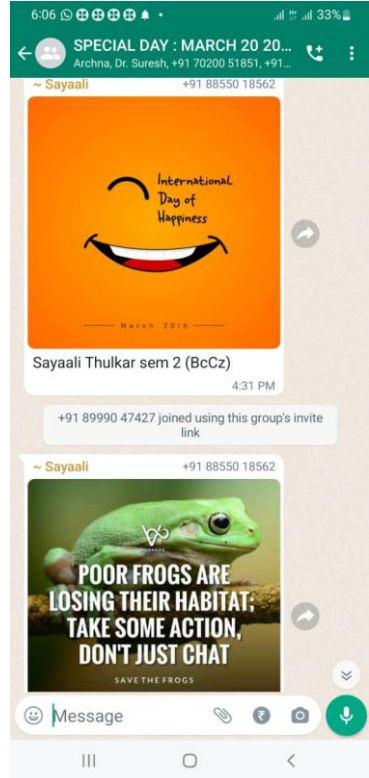 6:06
33%
SPECIAL DAY : MARCH 20 20...
Archna, Dr. Suresh, +91 70200 51851, +91...
~ Sayaali +91 88550 18562
International
Day of
Happiness
March 20th
Sayaali Thulkar sem 2 (BcCz)
4:31 PM
+91 89990 47427 joined using this group's invite
link
~ Sayaali +91 88550 18562
POOR FROGS ARE
LOSING THEIR HABITAT;
TAKE SOME ACTION,
DON'T JUST CHAT
SAVE THE FROGS
Message